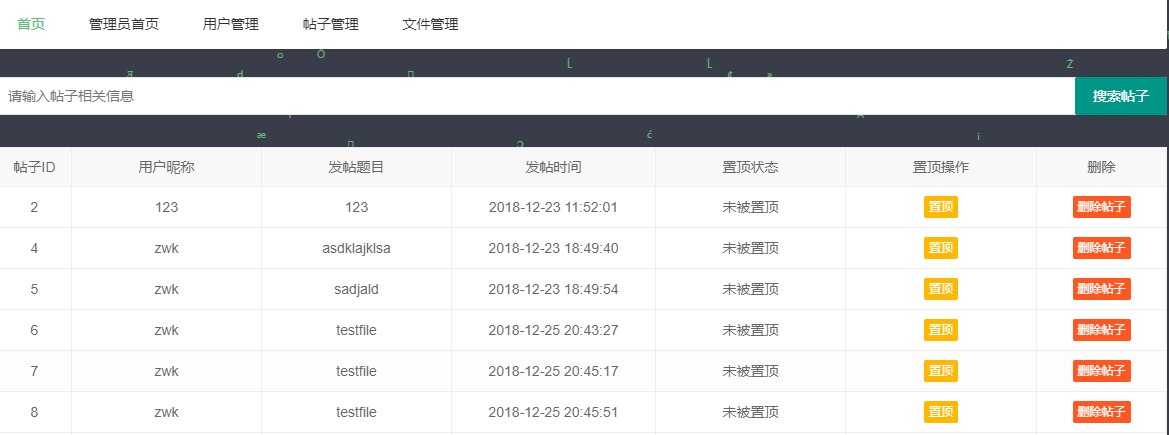 首页 管理员首页 用户管理 帖子管理 文件管理
请输入帖子相关信息 搜索帖子
帖子ID 用户昵称 发帖题目 发帖时间 置顶状态 置顶操作 删除
2 123 123 2018-12-23 11:52:01 未被置顶 置顶 删除帖子
4 zwk asdklajklsa 2018-12-23 18:49:40 未被置顶 置顶 删除帖子
5 zwk sadjald 2018-12-23 18:49:54 未被置顶 置顶 删除帖子
6 zwk testfile 2018-12-25 20:43:27 未被置顶 置顶 删除帖子
7 zwk testfile 2018-12-25 20:45:17 未被置顶 置顶 删除帖子
8 zwk testfile 2018-12-25 20:45:51 未被置顶 置顶 删除帖子